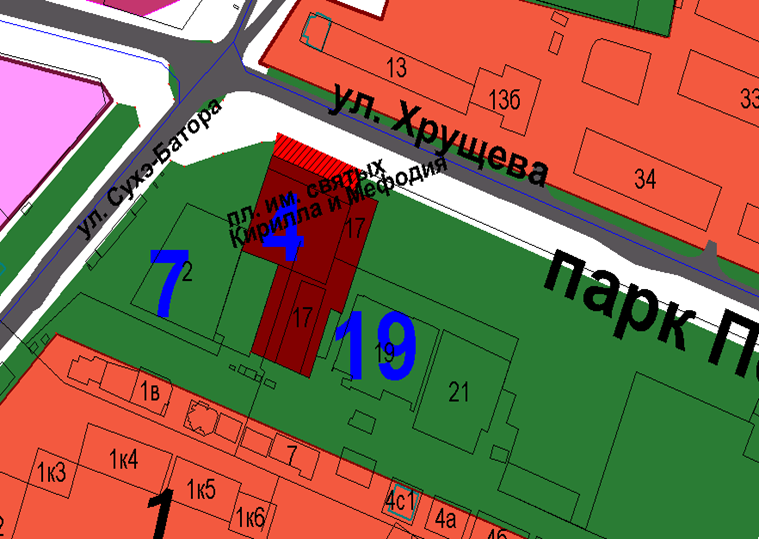 13
13б
33
ул. Хрущева
34
ул. Сухэ-Батора
пл. им. святых
Кирилла и Мефодия
17
4
2
7
парк П
17
19
19
21
1в
7
1к3
1к4
1к5
1к6
1
4с1
4а
4б
2